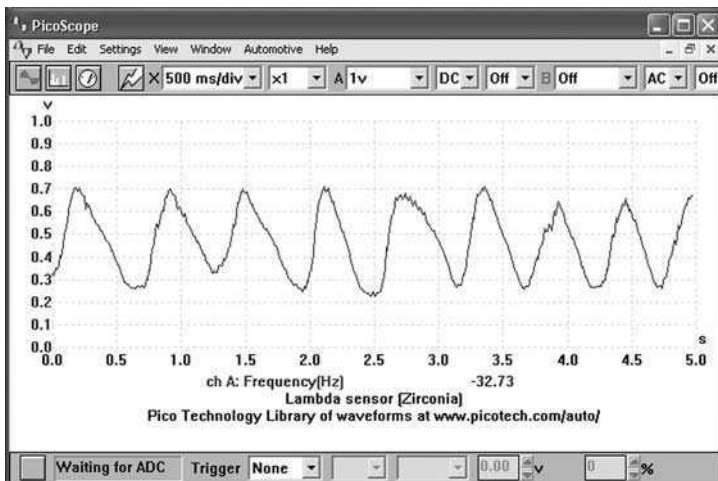 PicoScope
File Edit Settings View Window Automotive Help
X 500 ms/div x1 A 1v DC Off B Off AC Off
v
1.0
0.9
0.8
0.7
0.6
0.5
0.4
0.3
0.2
0.1
0.0
s
0.0 0.5 1.0 1.5 2.0 2.5 3.0 3.5 4.0 4.5 5.0
ch A: Frequency(Hz) -32.73
Lambda sensor (Zirconia)
Pico Technology Library of waveforms at www.picotech.com/auto/
Waiting for ADC Trigger None 0.00 v 0 %